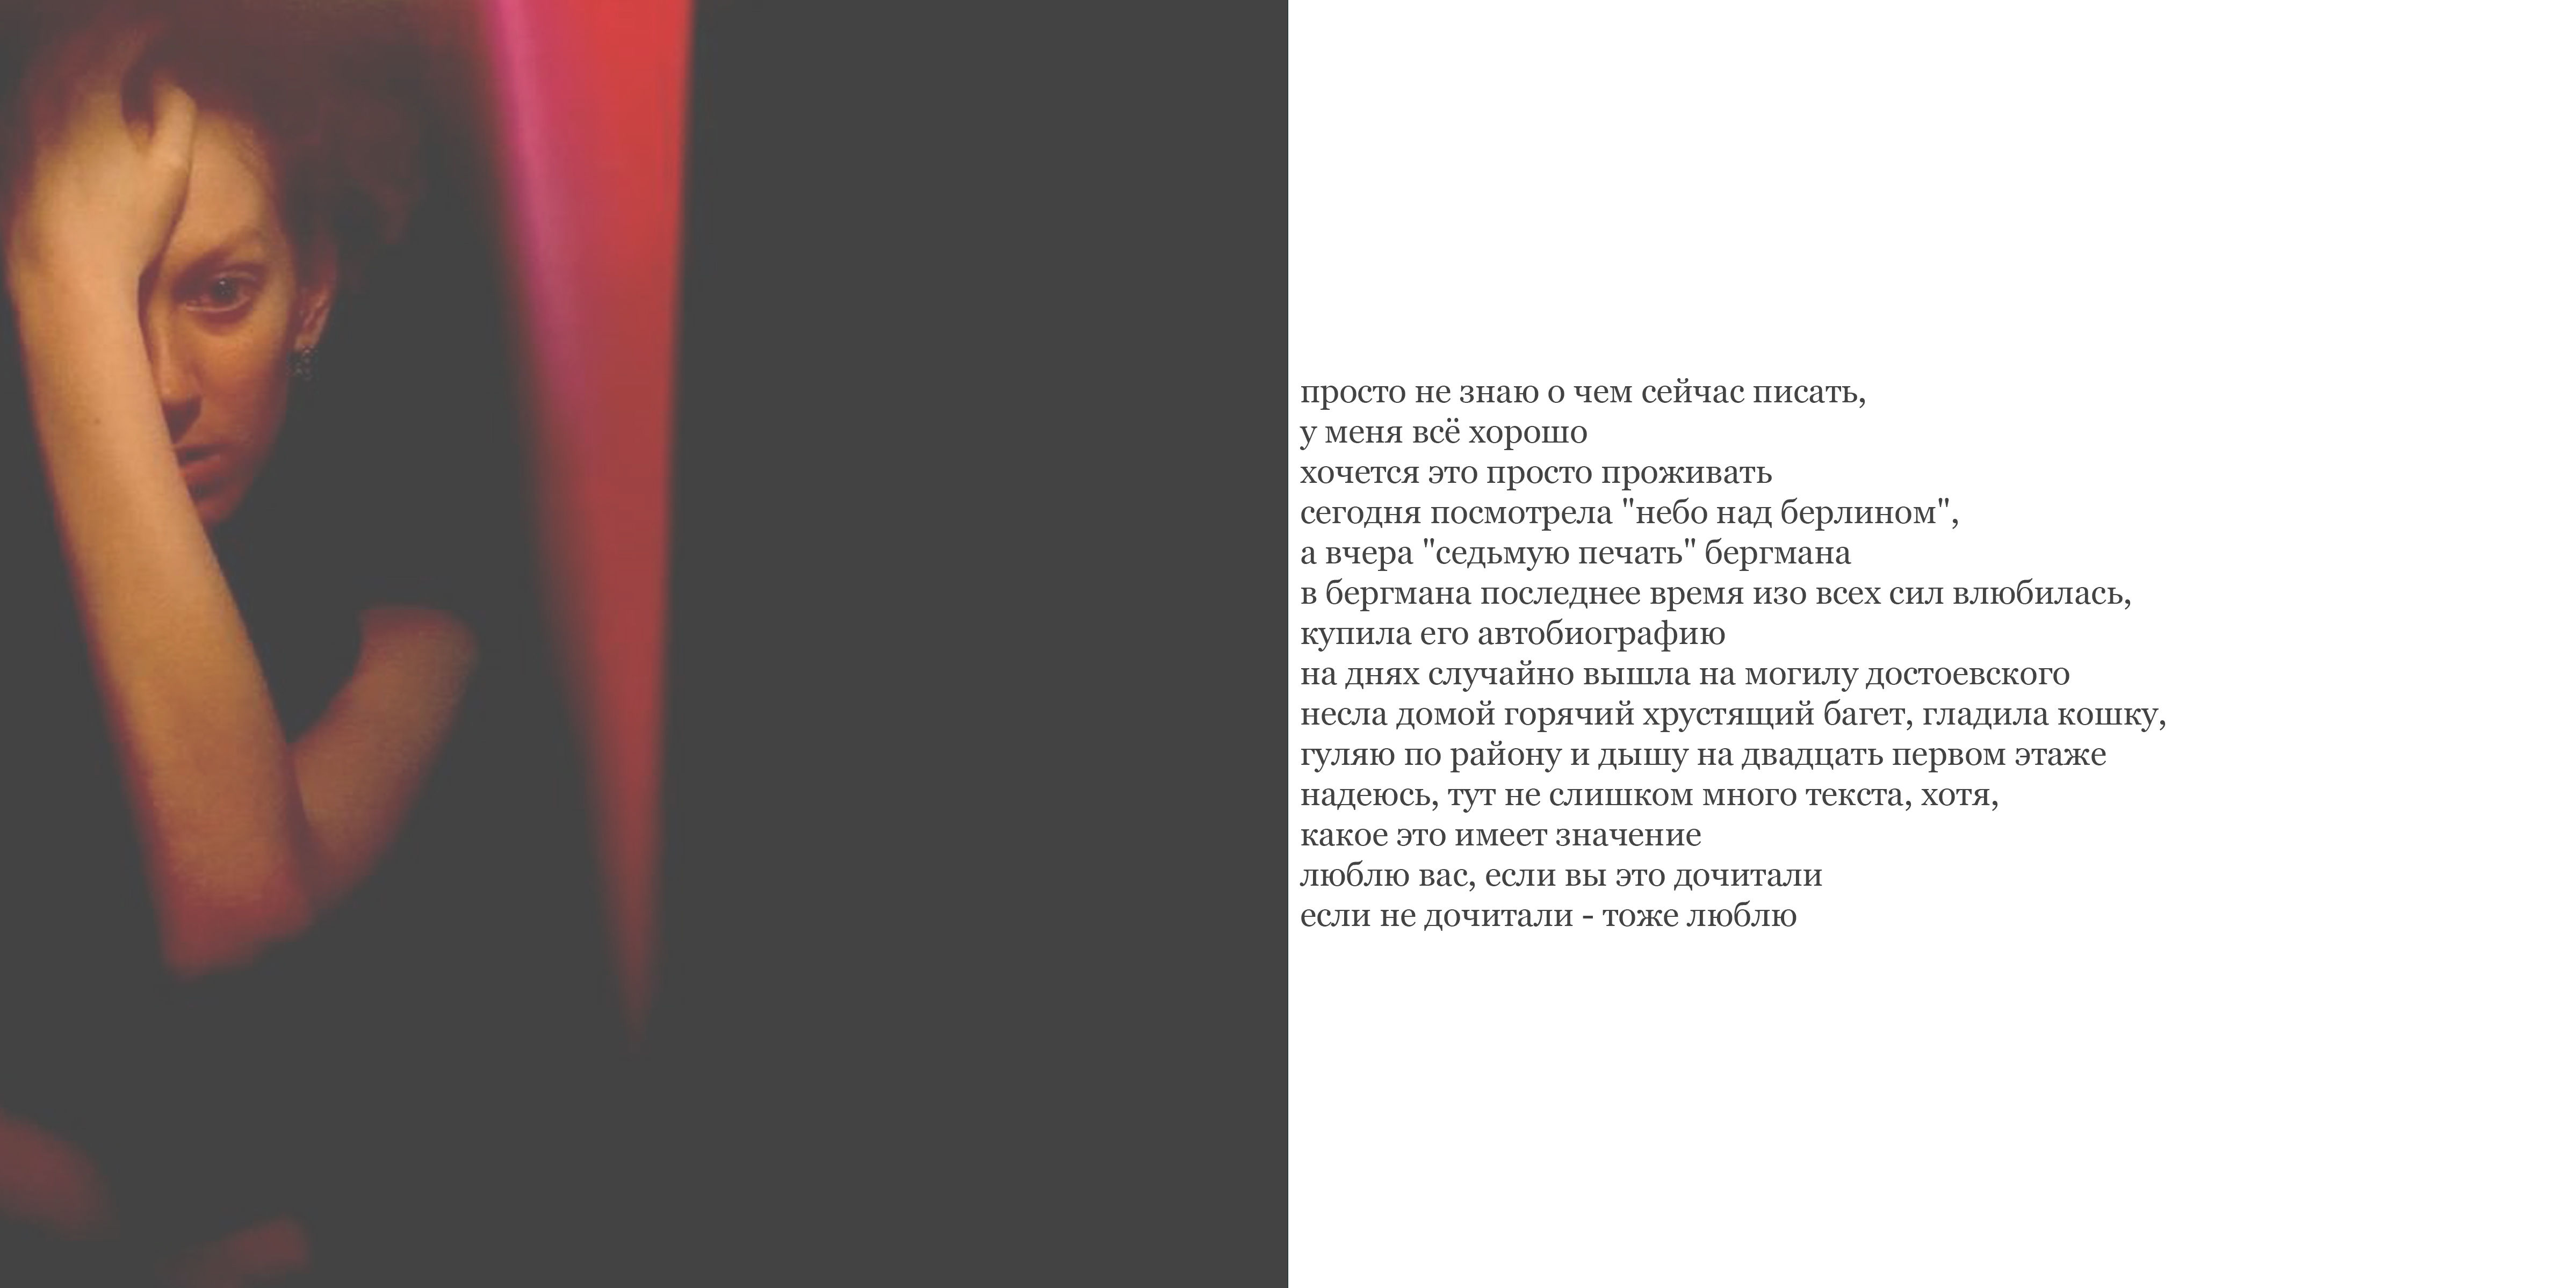 просто не знаю о чем сейчас писать,
у меня всё хорошо
хочется это просто проживать
сегодня посмотрела "небо над берлином",
а вчера "седьмую печать" бергмана
в бергмана последнее время изо всех сил влюбилась,
купила его автобиографию
на днях случайно вышла на могилу достоевского
несла домой горячий хрустящий багет, гладила кошку,
гуляю по району и дышу на двадцать первом этаже
надеюсь, тут не слишком много текста, хотя,
какое это имеет значение
люблю вас, если вы это дочитали
если не дочитали - тоже люблю